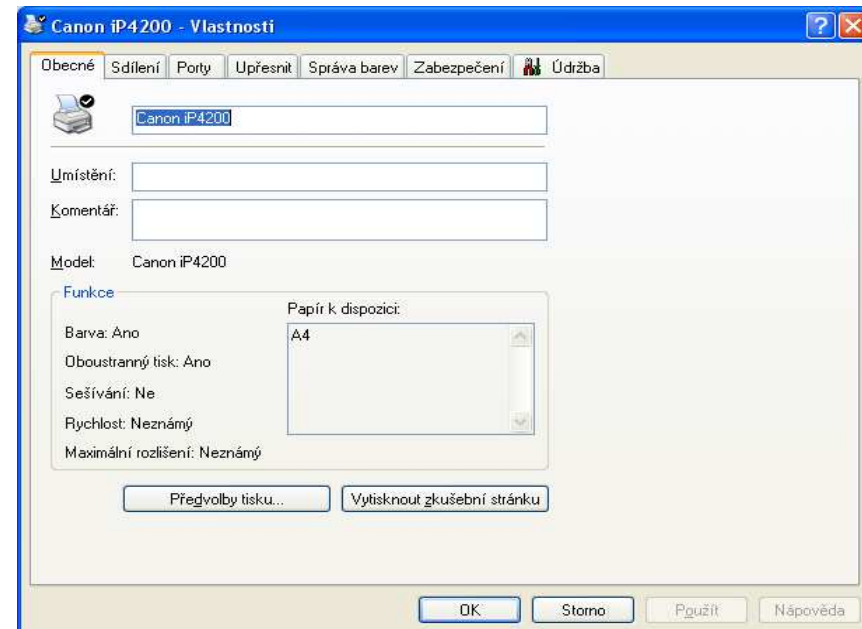 Canon iP4200 - Vlastnosti
Obecné Sdílení Porty Upřesnit Správa barev Zabezpečení Údržba
Canon iP4200
Umístění:
Komentář:
Model: Canon iP4200
Funkce
Papír k dispozici:
Barva: Ano
A4
Oboustranný tisk: Ano
Sešívání: Ne
Rychlost: Neznámý
Maximální rozlišení: Neznámý
Předvolby tisku... Vytisknout zkušební stránku
OK Storno Použít Nápověda